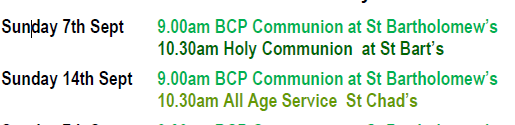 Sunday 7th Sept 9.00am BCP Communion at St Bartholomew's
10.30am Holy Communion at St Bart's
Sunday 14th Sept 9.00am BCP Communion at St Bartholomew's
10.30am All Age Service St Chad's